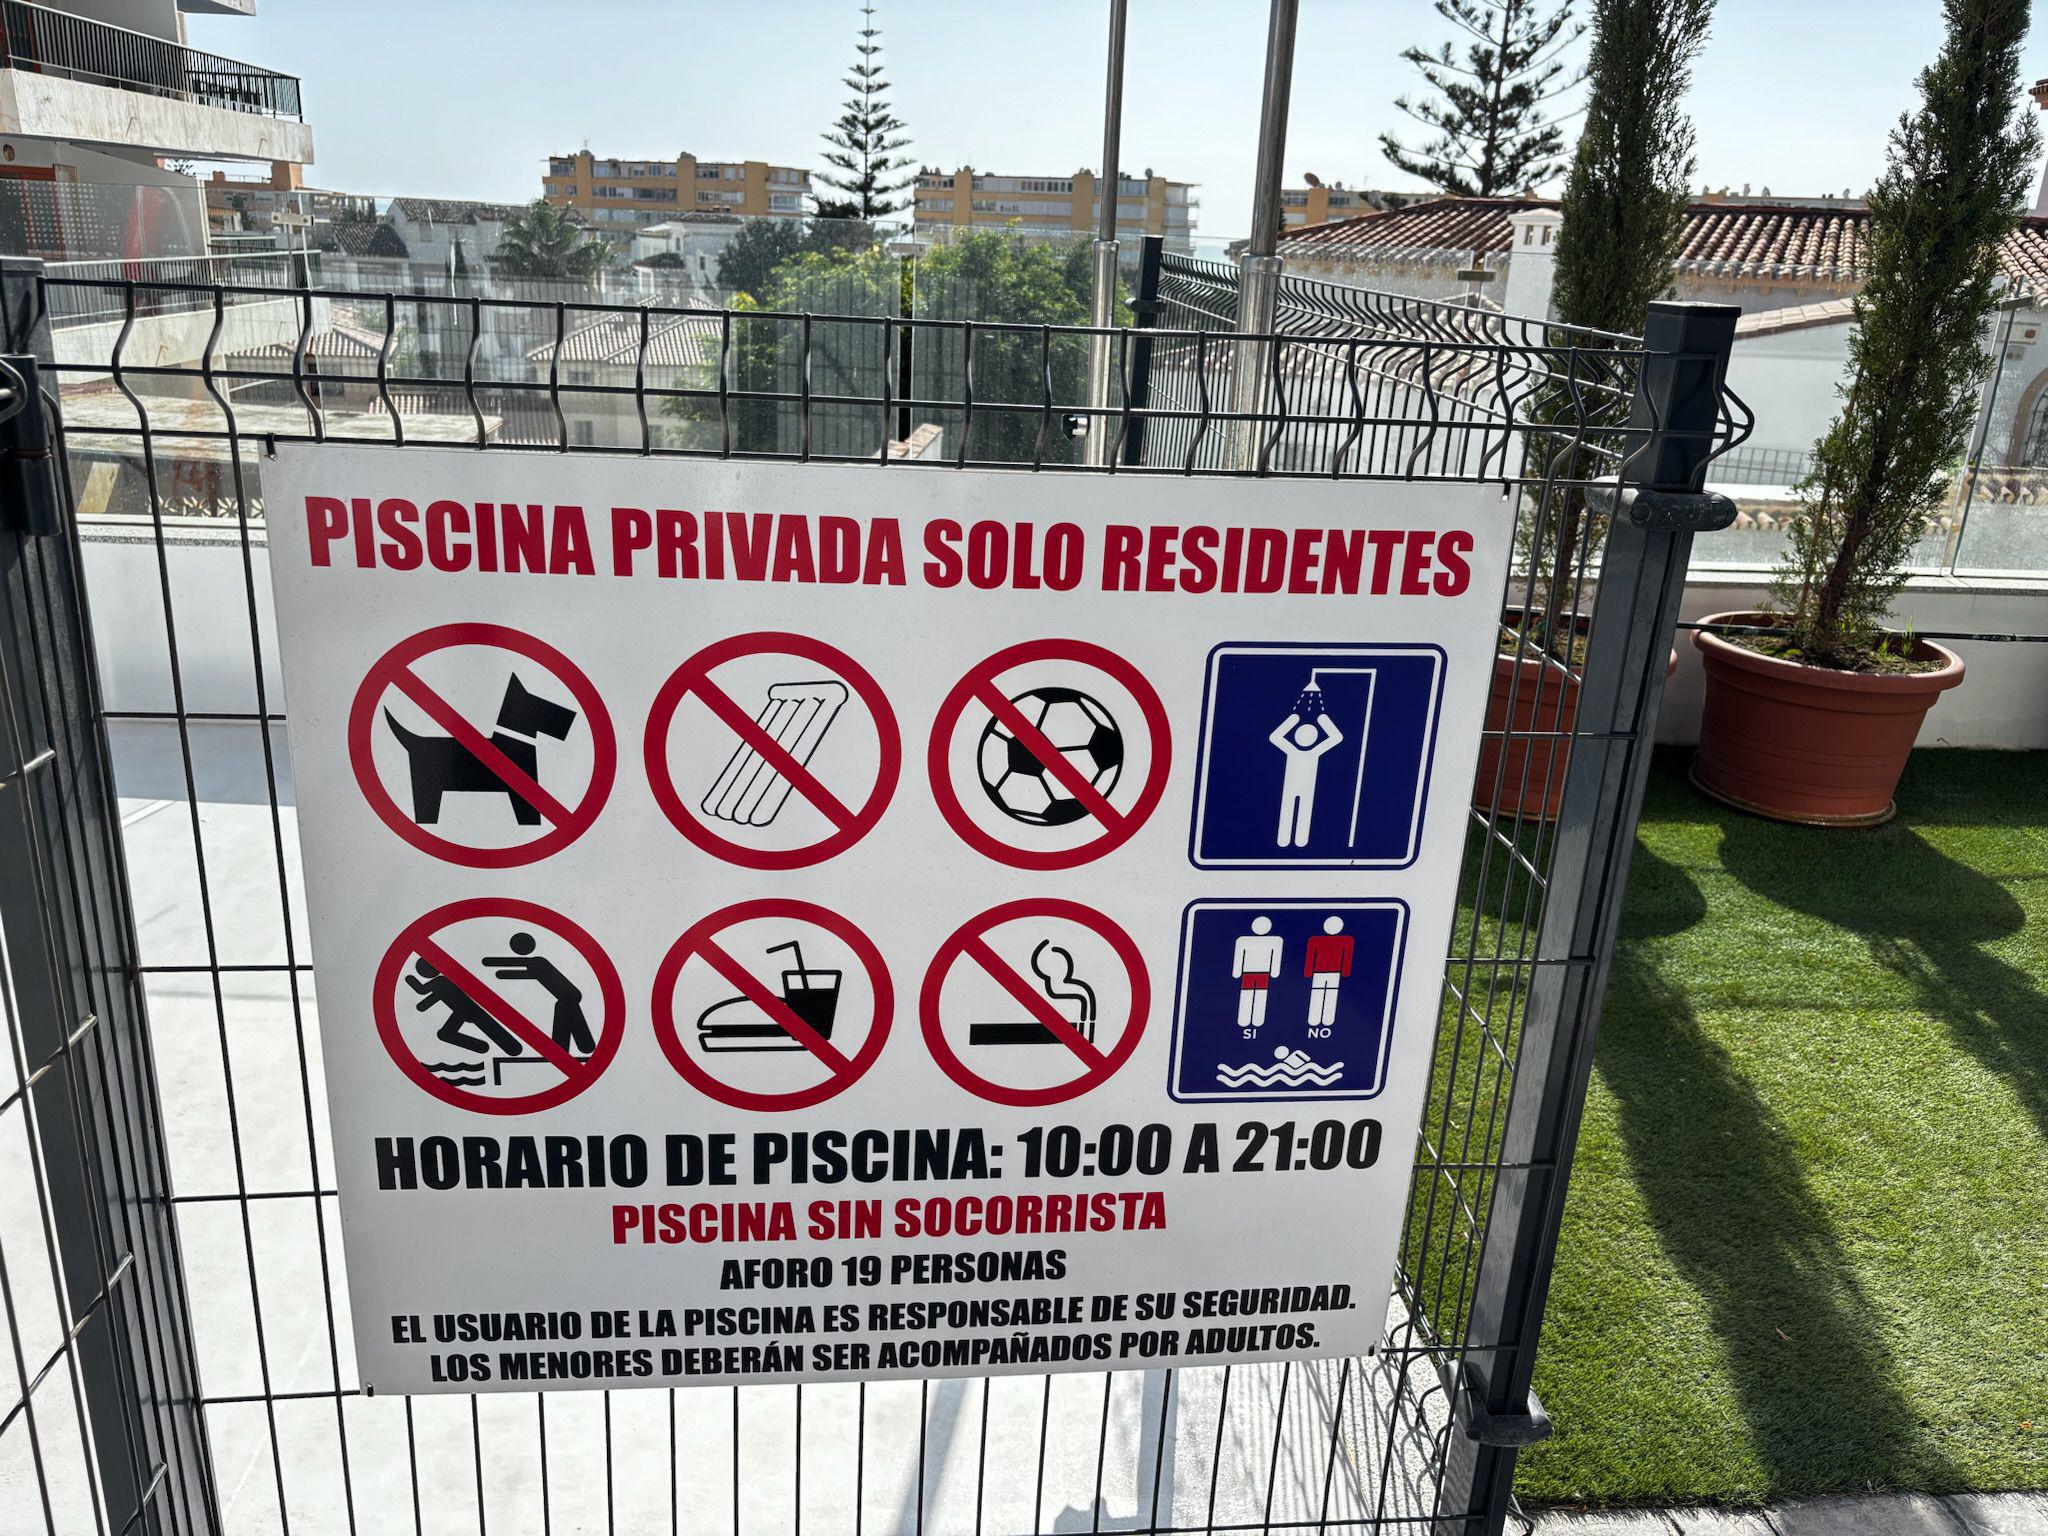 PISCINA PRIVADA SOLO RESIDENTES
SI NO
HORARIO DE PISCINA: 10:00 A 21:00
PISCINA SIN SOCORRISTA
AFORO 19 PERSONAS
EL USUARIO DE LA PISCINA ES RESPONSABLE DE SU SEGURIDAD.
LOS MENORES DEBERÁN SER ACOMPAÑADOS POR ADULTOS.